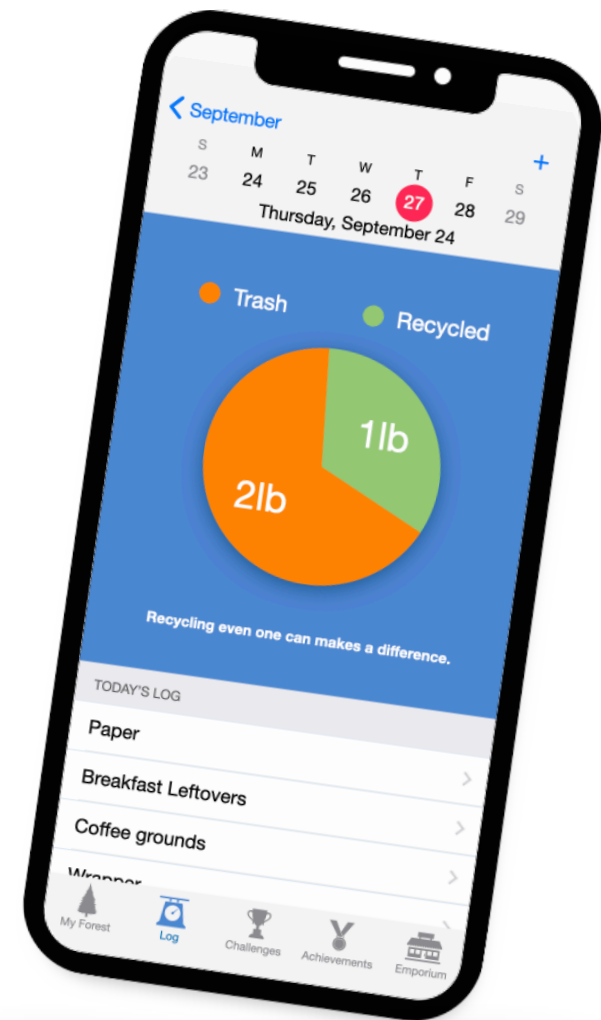 September
+
S M T W T F S
23 24 25 26 27 28 29
Thursday, September 24
Trash Recycled
1lb
2lb
Recycling even one can makes a difference.
TODAY'S LOG
Paper
Breakfast Leftovers
Coffee grounds
Wrapper
My Forest Log Challenges Achievements Emporium